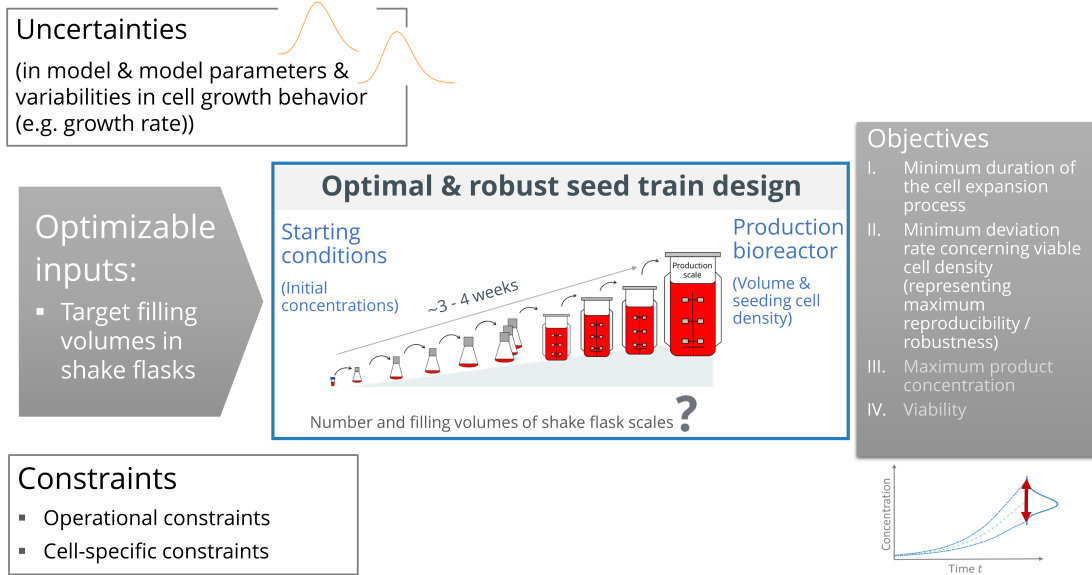 Uncertainties
(in model & model parameters &
variabilities in cell growth behavior
(e.g. growth rate))
Optimizable
inputs:
▪ Target filling
volumes in
shake flasks
Constraints
▪ Operational constraints
▪ Cell-specific constraints
Optimal & robust seed train design
Starting
conditions
(Initial
concentrations)
~3 - 4 weeks
Production
bioreactor
(Volume &
seeding cell
density)
Production
scale
Number and filling volumes of shake flask scales ?
Objectives
I. Minimum duration of
the cell expansion
process
II. Minimum deviation
rate concerning viable
cell density
(representing
maximum
reproducibility /
robustness)
III. Maximum product
concentration
IV. Viability
Concentration
Time t